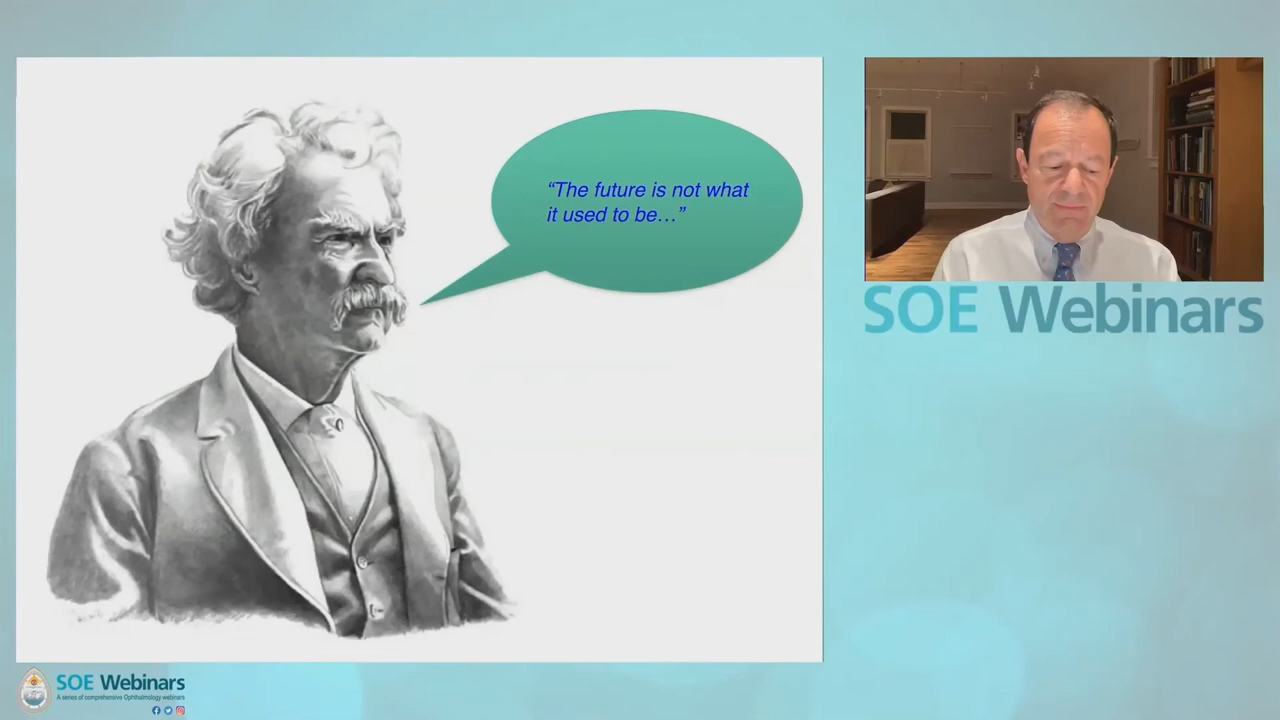 “The future is not what
it used to be…”
SOE Webinars
SOE Webinars
A series of comprehensive Ophthalmology webinars